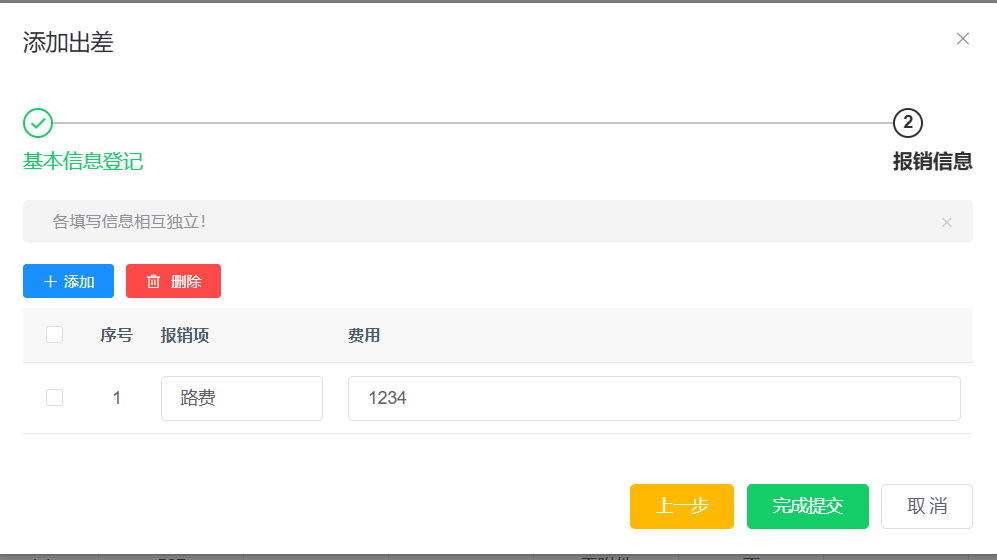 添加出差
2
基本信息登记
报销信息
各填写信息相互独立!
添加 删除
序号 报销项 费用
1 路费 1234
上一步 完成提交 取消